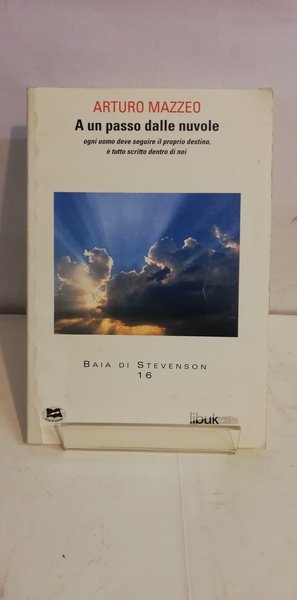 ARTURO MAZZEO
A un passo dalle nuvole
ogni uomo deve seguire il proprio destino,
è tutto scritto dentro di noi
BAIA DI STEVENSON
16
libuk